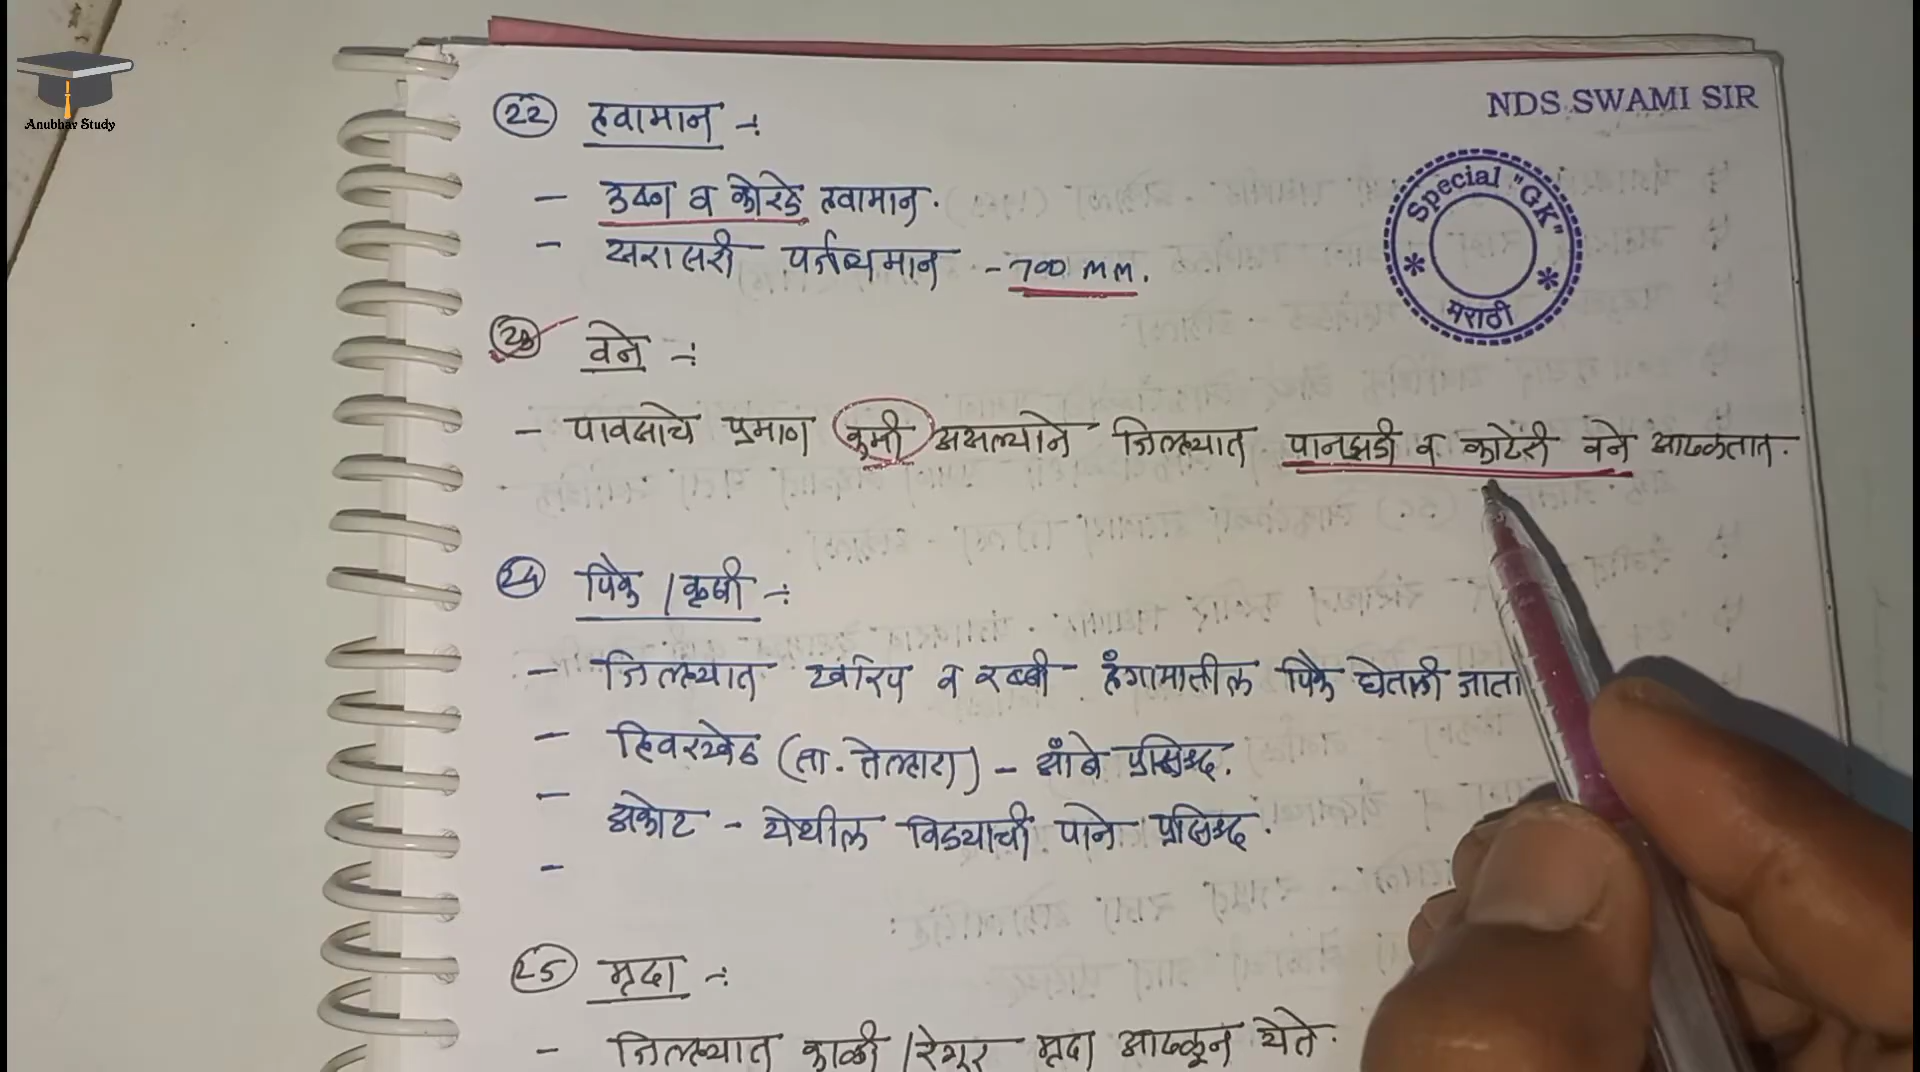 Anubhav Study
NDS SWAMI SIR
Special "GK"
मराठी
22 हवामान -:
- उष्ण व कोरडे हवामान.
- सरासरी पर्जन्यमान - 700 mm.
23 वने -:
- पावसाचे प्रमाण कमी असल्याने जिल्ह्यात पानझडी व काटेरी वने आढळतात.
24 पिके / कृषी -:
- जिल्ह्यात खरिप व रब्बी हंगामातील पिके घेतली जाता
- हिवरखेड (ता. तेल्हारा) - आंबे प्रसिध्द.
- अकोट - येथील विड्याची पाने प्रसिध्द.
-
25 मृदा -:
- जिल्ह्यात काळी / रेगूर मृदा आढळून येते.